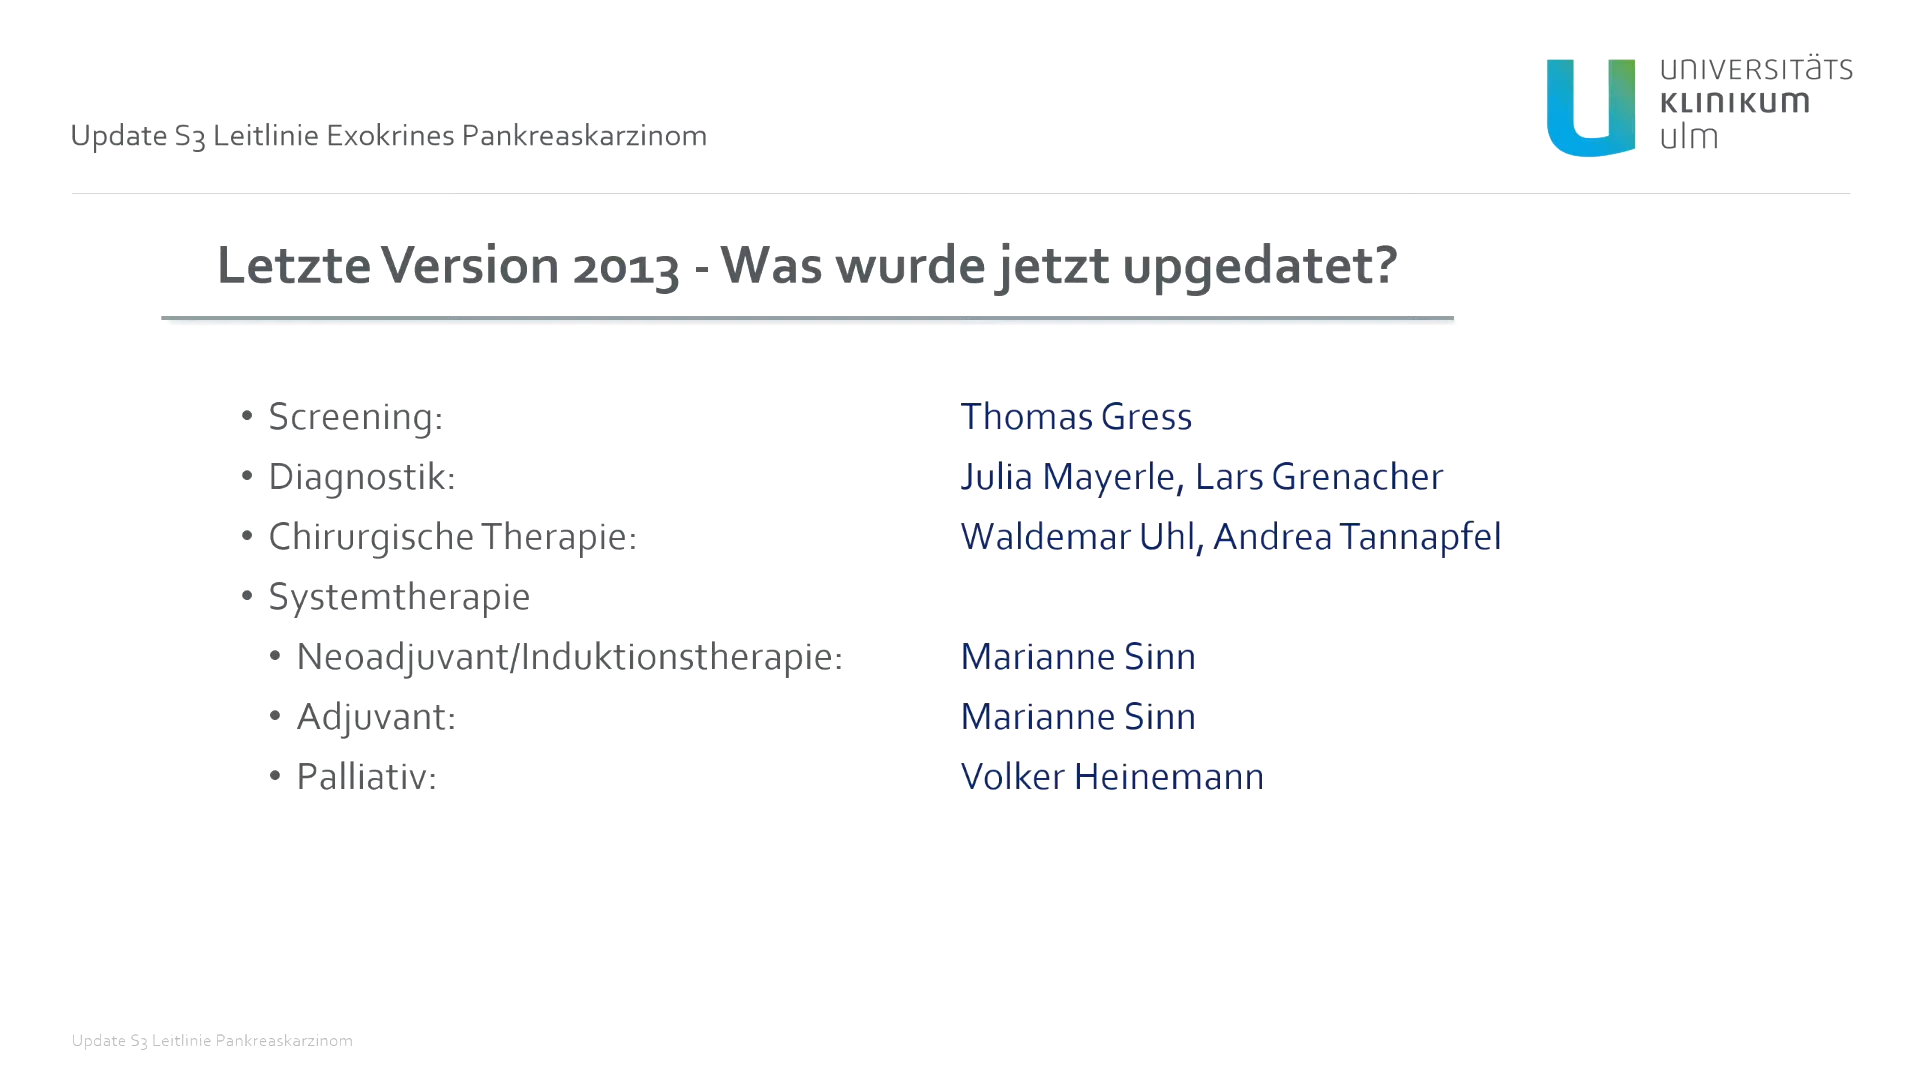 Update S3 Leitlinie Exokrines Pankreaskarzinom
UNIVERSITÄTS
KLINIKUM
ulm
Letzte Version 2013 - Was wurde jetzt upgedatet?
• Screening: Thomas Gress
• Diagnostik: Julia Mayerle, Lars Grenacher
• Chirurgische Therapie: Waldemar Uhl, Andrea Tannapfel
• Systemtherapie
• Neoadjuvant/Induktionstherapie: Marianne Sinn
• Adjuvant: Marianne Sinn
• Palliativ: Volker Heinemann
Update S3 Leitlinie Pankreaskarzinom